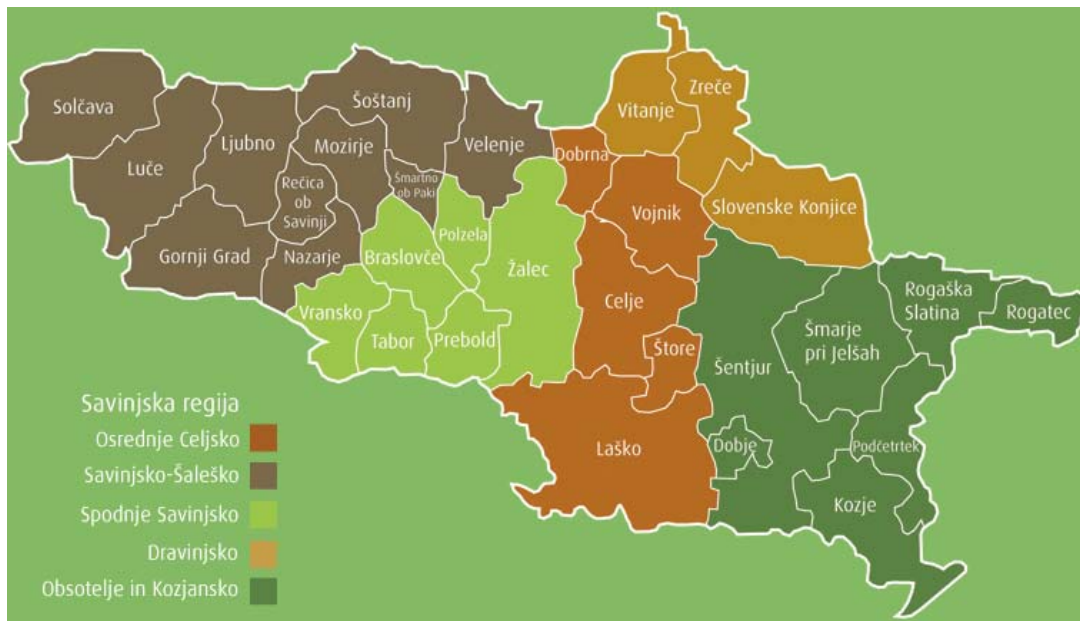 Solčava
Luče
Ljubno
Šoštanj
Mozirje
Velenje
Rečica
ob
Savinji
Šmartno
ob Paki
Gornji Grad
Nazarje
Braslovče
Polzela
Žalec
Vransko
Tabor
Prebold
Dobrna
Vitanje
Zreče
Vojnik
Slovenske Konjice
Celje
Štore
Laško
Šentjur
Šmarje
pri Jelšah
Rogaška
Slatina
Rogatec
Dobje
Podčetrtek
Kozje
Savinjska regija
Osrednje Celjsko
Savinjsko-Šaleško
Spodnje Savinjsko
Dravinjsko
Obsotelje in Kozjansko